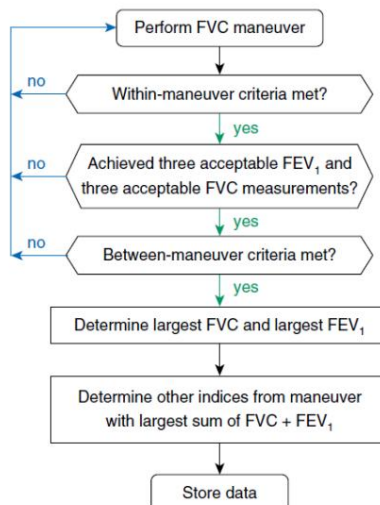 Perform FVC maneuver
no
Within-maneuver criteria met?
yes
no
Achieved three acceptable FEV₁ and
three acceptable FVC measurements?
yes
no
Between-maneuver criteria met?
yes
Determine largest FVC and largest FEV₁
Determine other indices from maneuver
with largest sum of FVC + FEV₁
Store data